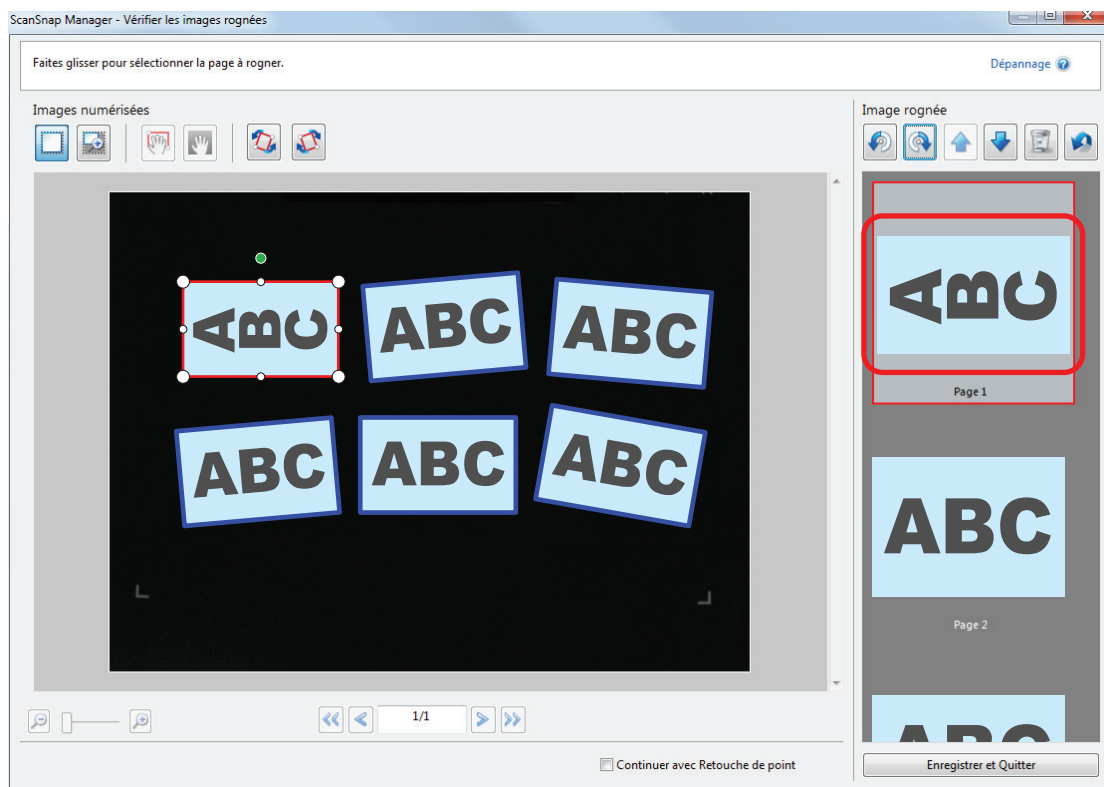 ScanSnap Manager - Vérifier les images rognées
Faites glisser pour sélectionner la page à rogner.
Dépannage
Images numérisées
Image rognée
ABC
ABC
ABC
ABC
ABC
ABC
1/1
Continuer avec Retouche de point
ABC
Page 1
ABC
Page 2
ABC
Enregistrer et Quitter